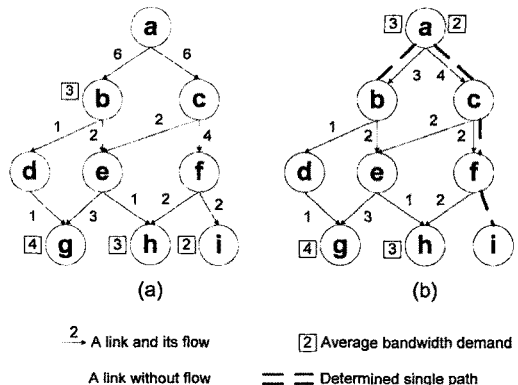 a
3 a 2
6 6
3 4
3 b c
b c
1 2 2 4
1 2 2 2
d e f
d e f
1 3 1 2 2
1 3 1 2
4 g 3 h 2 i
4 g 3 h i
(a)
(b)
2 A link and its flow
2 Average bandwidth demand
A link without flow
Determined single path